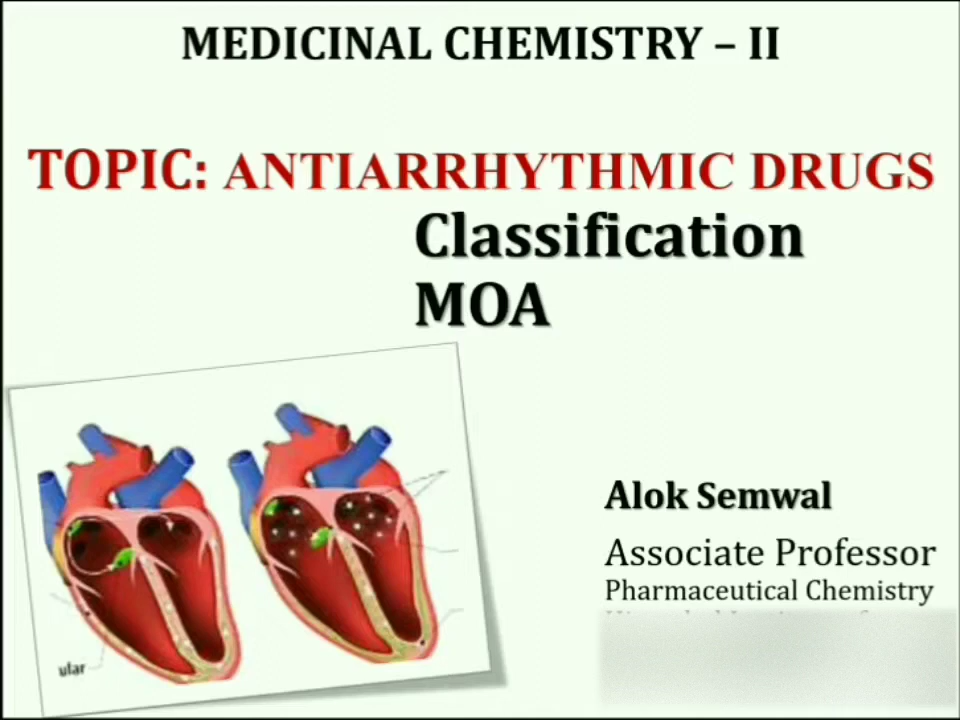 MEDICINAL CHEMISTRY – II
TOPIC: ANTIARRHYTHMIC DRUGS
Classification
MOA
Alok Semwal
Associate Professor
Pharmaceutical Chemistry
ular